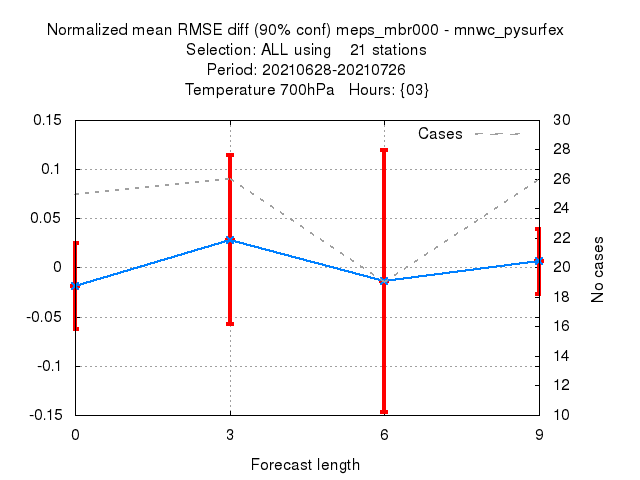 Normalized mean RMSE diff (90% conf) meps_mbr000 - mnwc_pysurfex
Selection: ALL using    21 stations
Period: 20210628-20210726
Temperature 700hPa   Hours: {03}
Cases
0.15
0.1
0.05
0
-0.05
-0.1
-0.15
30
28
26
24
22
20
18
16
14
12
10
No cases
0 3 6 9
Forecast length